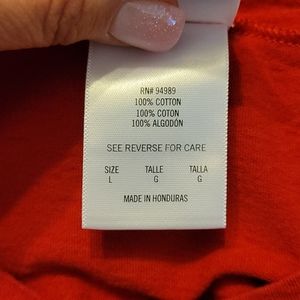 RN# 94989
100% COTTON
100% COTON
100% ALGODÓN
SEE REVERSE FOR CARE
SIZE TALLE TALLA
L G G
MADE IN HONDURAS